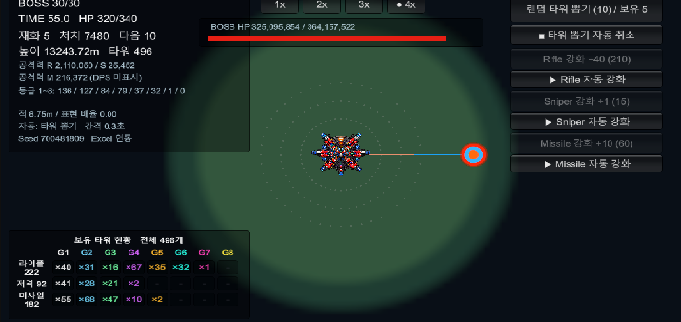 BOSS 30/30
TIME 55.0 HP 320/340
재화 5 처치 7480 다음 10
높이 13243.72m 타워 496
공격력 R 2,110,050 / S 25,462
공격력 M 216,372 (DPS 미표시)
등급 1~8: 136 / 127 / 84 / 79 / 37 / 32 / 1 / 0
적 6.75m / 표현 배율 0.00
자동: 타워 뽑기 간격 0.3초
Seed 700481809 Excel 연동
1x 2x 3x ● 4x
BOSS HP 325,995,854 / 364,157,522
랜덤 타워 뽑기 (10) / 보유 5
■ 타워 뽑기 자동 취소
Rifle 강화 +40 (210)
▶ Rifle 자동 강화
Sniper 강화 +1 (15)
▶ Sniper 자동 강화
Missile 강화 +10 (60)
▶ Missile 자동 강화
보유 타워 현황 전체 496개
G1 G2 G3 G4 G5 G6 G7 G8
라이플 222 ×40 ×31 ×16 ×67 ×35 ×32 ×1 -
저격 92 ×41 ×28 ×21 ×2 - - - -
미사일 182 ×55 ×68 ×47 ×10 ×2 - - -